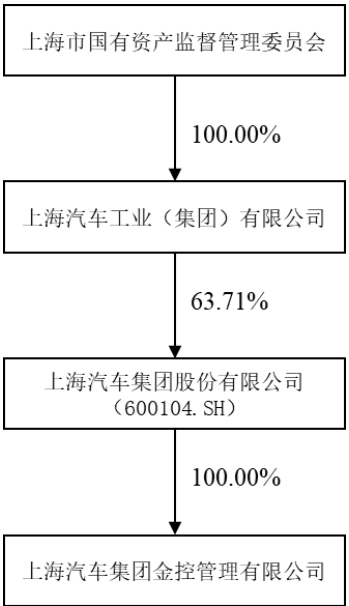 上海市国有资产监督管理委员会
100.00%
上海汽车工业（集团）有限公司
63.71%
上海汽车集团股份有限公司
（600104.SH）
100.00%
上海汽车集团金控管理有限公司